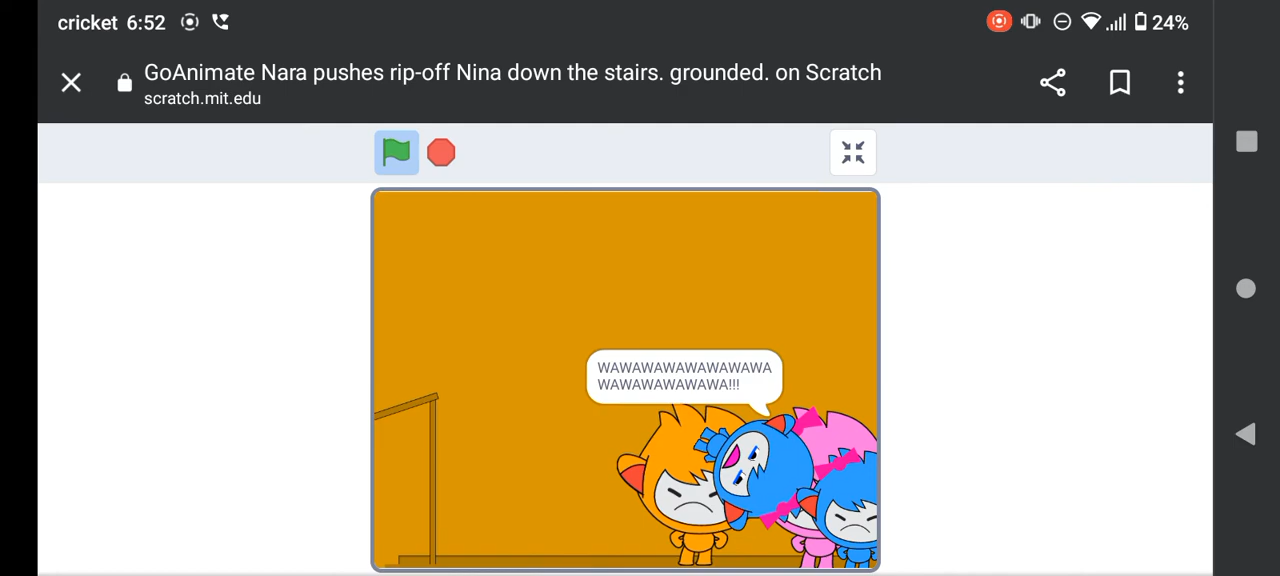 cricket 6:52
24%
GoAnimate Nara pushes rip-off Nina down the stairs. grounded. on Scratch
scratch.mit.edu
WAWAWAWAWAWAWAWA
WAWAWAWAWAWA!!!